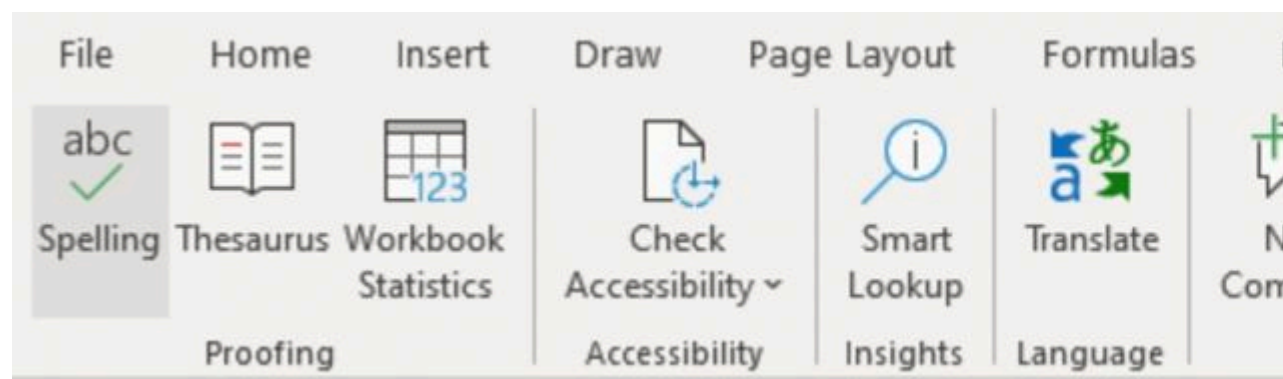 File Home Insert Draw Page Layout Formulas
abc
123
a あ
Spelling Thesaurus Workbook Statistics Check Accessibility Smart Lookup Translate
Proofing Accessibility Insights Language